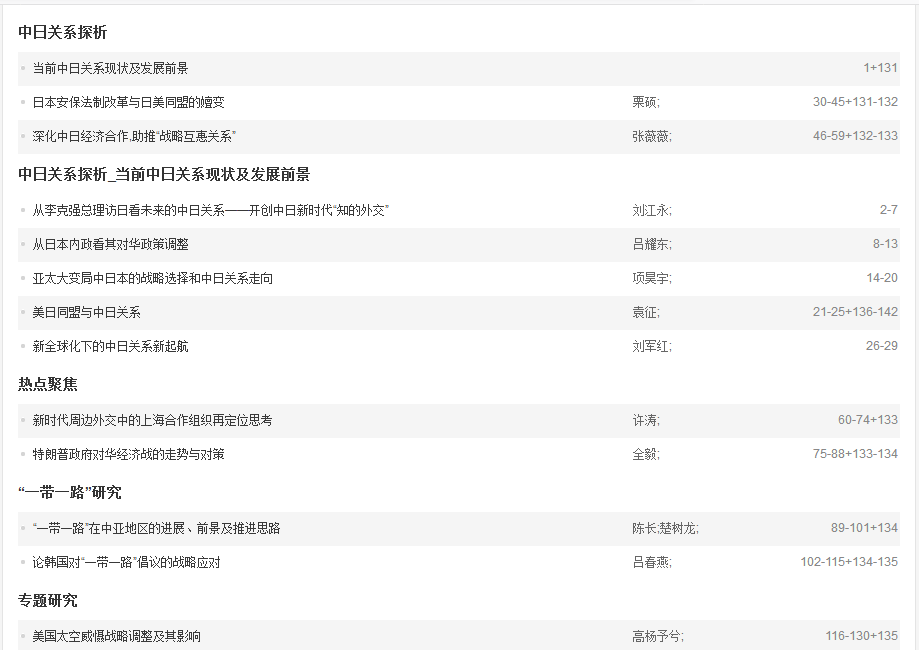 中日关系探析
当前中日关系现状及发展前景 1+131
日本安保法制改革与日美同盟的嬗变 栗硕; 30-45+131-132
深化中日经济合作,助推“战略互惠关系” 张薇薇; 46-59+132-133
中日关系探析_当前中日关系现状及发展前景
从李克强总理访日看未来的中日关系——开创中日新时代“知的外交” 刘江永; 2-7
从日本内政看其对华政策调整 吕耀东; 8-13
亚太大变局中日本的战略选择和中日关系走向 项昊宇; 14-20
美日同盟与中日关系 袁征; 21-25+136-142
新全球化下的中日关系新起航 刘军红; 26-29
热点聚焦
新时代周边外交中的上海合作组织再定位思考 许涛; 60-74+133
特朗普政府对华经济战的走势与对策 全毅; 75-88+133-134
“一带一路”研究
“一带一路”在中亚地区的进展、前景及推进思路 陈长;楚树龙; 89-101+134
论韩国对“一带一路”倡议的战略应对 吕春燕; 102-115+134-135
专题研究
美国太空威慑战略调整及其影响 高杨予兮; 116-130+135